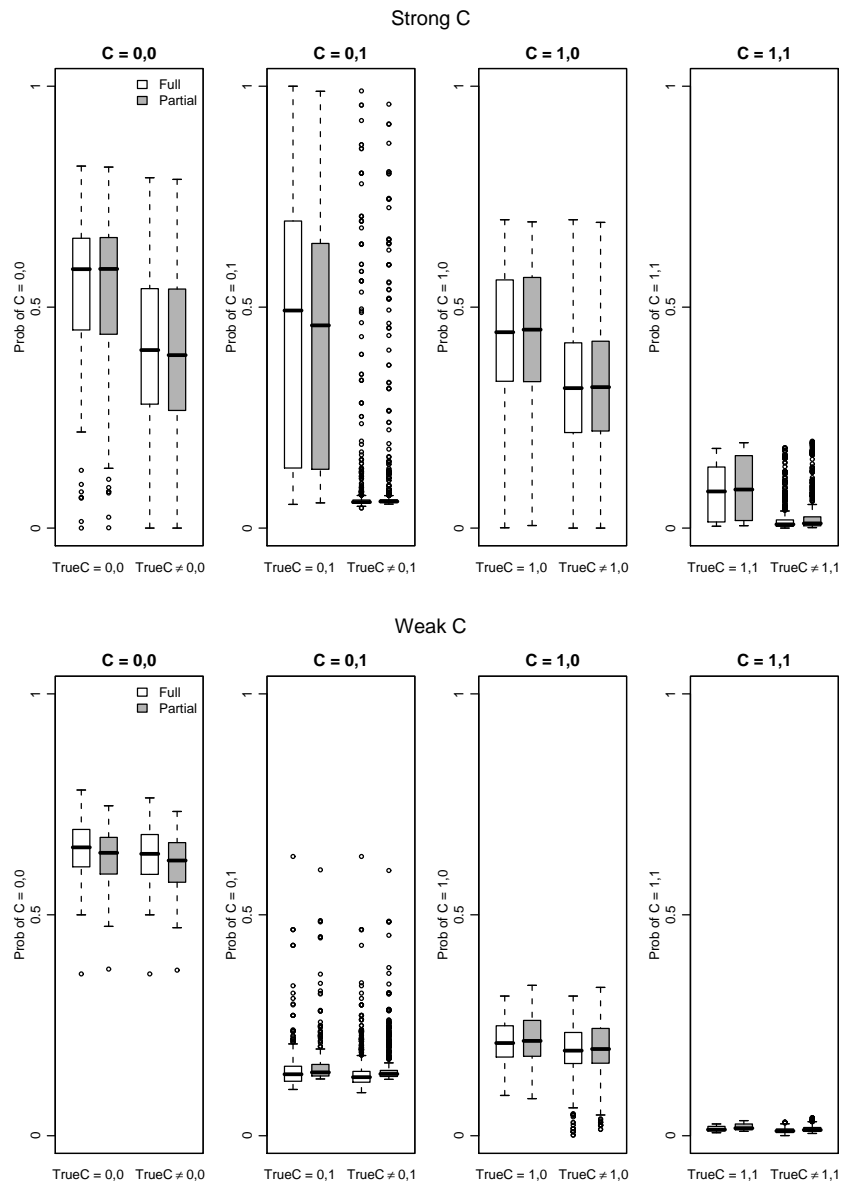 Strong C
C = 0,0
C = 0,1
C = 1,0
C = 1,1
Full
Partial
Prob of C = 0,0
0
0.5
1
TrueC = 0,0 TrueC ≠ 0,0
Prob of C = 0,1
0
0.5
1
TrueC = 0,1 TrueC ≠ 0,1
Prob of C = 1,0
0
0.5
1
TrueC = 1,0 TrueC ≠ 1,0
Prob of C = 1,1
0
0.5
1
TrueC = 1,1 TrueC ≠ 1,1
Weak C
C = 0,0
C = 0,1
C = 1,0
C = 1,1
Full
Partial
Prob of C = 0,0
0
0.5
1
TrueC = 0,0 TrueC ≠ 0,0
Prob of C = 0,1
0
0.5
1
TrueC = 0,1 TrueC ≠ 0,1
Prob of C = 1,0
0
0.5
1
TrueC = 1,0 TrueC ≠ 1,0
Prob of C = 1,1
0
0.5
1
TrueC = 1,1 TrueC ≠ 1,1